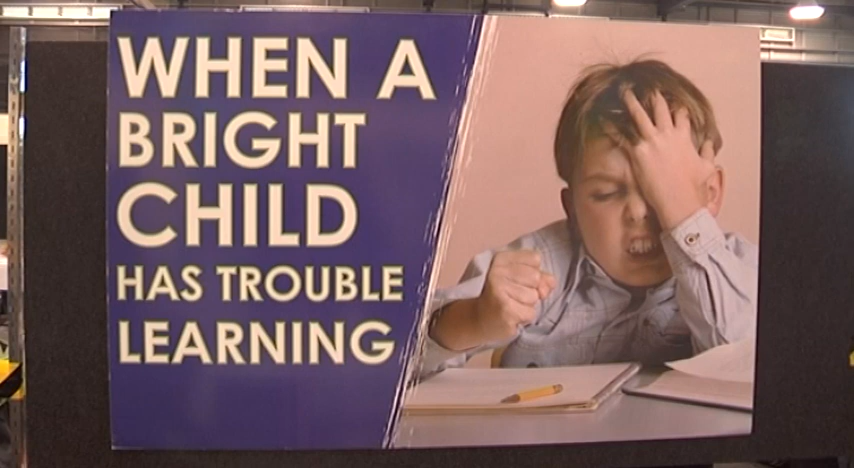 WHEN A
BRIGHT
CHILD
HAS TROUBLE
LEARNING